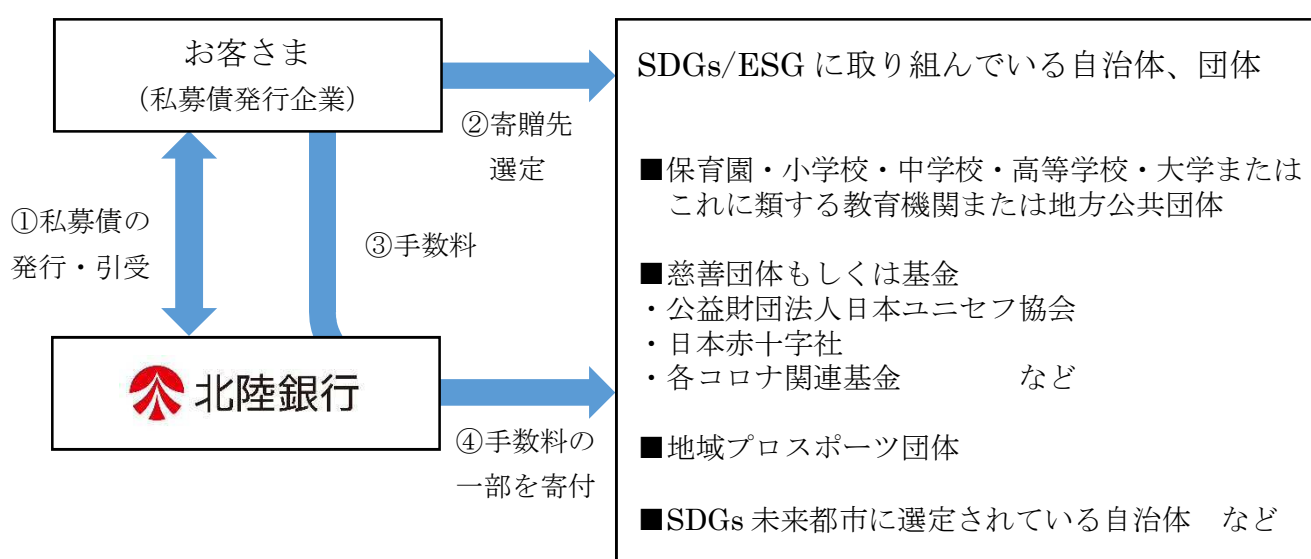 お客さま
(私募債発行企業)
①私募債の
発行・引受
②寄贈先
選定
③手数料
北陸銀行
④手数料の
一部を寄付
SDGs/ESG に取り組んでいる自治体、団体
■保育園・小学校・中学校・高等学校・大学または
これに類する教育機関または地方公共団体
■慈善団体もしくは基金
・公益財団法人日本ユニセフ協会
・日本赤十字社
・各コロナ関連基金 など
■地域プロスポーツ団体
■SDGs 未来都市に選定されている自治体 など